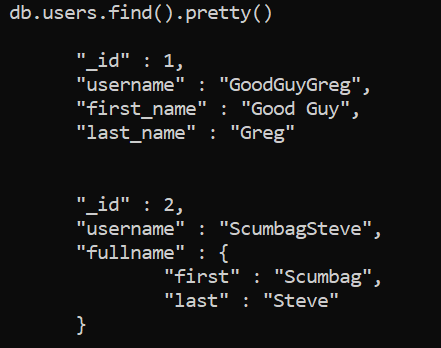 db.users.find().pretty()
"_id" : 1,
"username" : "GoodGuyGreg",
"first_name" : "Good Guy",
"last_name" : "Greg"
"_id" : 2,
"username" : "ScumbagSteve",
"fullname" : {
"first" : "Scumbag",
"last" : "Steve"
}